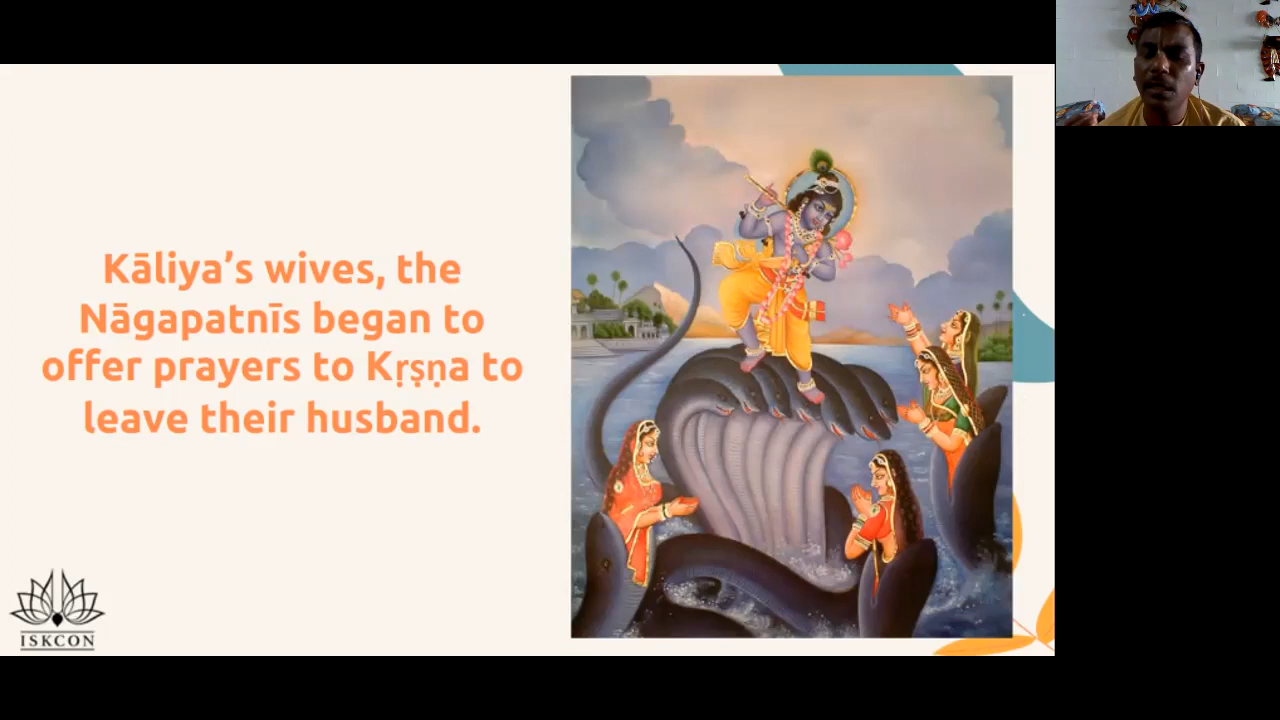 Kāliya’s wives, the
Nāgapatnīs began to
offer prayers to Kṛṣṇa to
leave their husband.
ISKCON